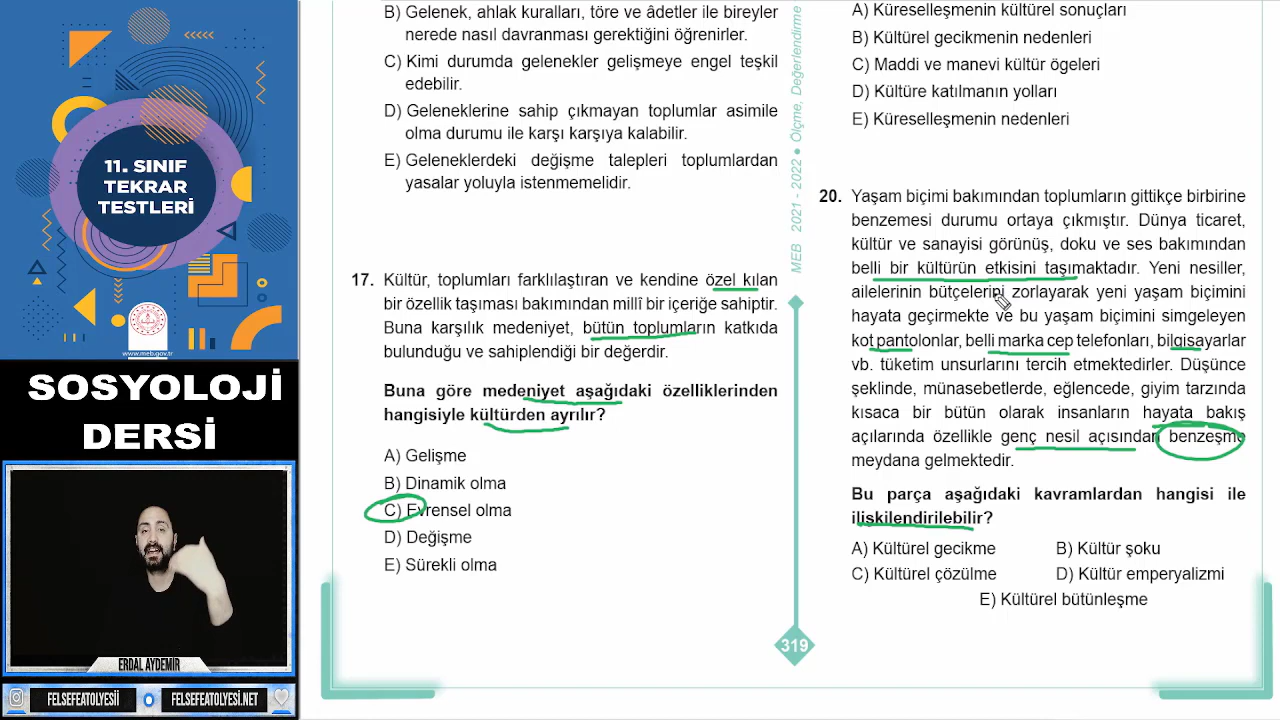 11. SINIF
TEKRAR
TESTLERİ
www.meb.gov.tr
SOSYOLOJİ
DERSİ
ERDAL AYDEMİR
FELSEFEATOLYESİİ
FELSEFEATOLYESİ.NET
B) Gelenek, ahlak kuralları, töre ve âdetler ile bireyler
nerede nasıl davranması gerektiğini öğrenirler.
C) Kimi durumda gelenekler gelişmeye engel teşkil
edebilir.
D) Geleneklerine sahip çıkmayan toplumlar asimile
olma durumu ile karşı karşıya kalabilir.
E) Geleneklerdeki değişme talepleri toplumlardan
yasalar yoluyla istenmemelidir.
17. Kültür, toplumları farklılaştıran ve kendine özel kılan
bir özellik taşıması bakımından millî bir içeriğe sahiptir.
Buna karşılık medeniyet, bütün toplumların katkıda
bulunduğu ve sahiplendiği bir değerdir.
Buna göre medeniyet aşağıdaki özelliklerinden
hangisiyle kültürden ayrılır?
A) Gelişme
B) Dinamik olma
C) Evrensel olma
D) Değişme
E) Sürekli olma
MEB 2021 - 2022 ● Ölçme, Değerlendirme
319
A) Küreselleşmenin kültürel sonuçları
B) Kültürel gecikmenin nedenleri
C) Maddi ve manevi kültür ögeleri
D) Kültüre katılmanın yolları
E) Küreselleşmenin nedenleri
20. Yaşam biçimi bakımından toplumların gittikçe birbirine
benzemesi durumu ortaya çıkmıştır. Dünya ticaret,
kültür ve sanayisi görünüş, doku ve ses bakımından
belli bir kültürün etkisini taşımaktadır. Yeni nesiller,
ailelerinin bütçelerini zorlayarak yeni yaşam biçimini
hayata geçirmekte ve bu yaşam biçimini simgeleyen
kot pantolonlar, belli marka cep telefonları, bilgisayarlar
vb. tüketim unsurlarını tercih etmektedirler. Düşünce
şeklinde, münasebetlerde, eğlencede, giyim tarzında
kısaca bir bütün olarak insanların hayata bakış
açılarında özellikle genç nesil açısından benzeşme
meydana gelmektedir.
Bu parça aşağıdaki kavramlardan hangisi ile
ilişkilendirilebilir?
A) Kültürel gecikme B) Kültür şoku
C) Kültürel çözülme D) Kültür emperyalizmi
E) Kültürel bütünleşme